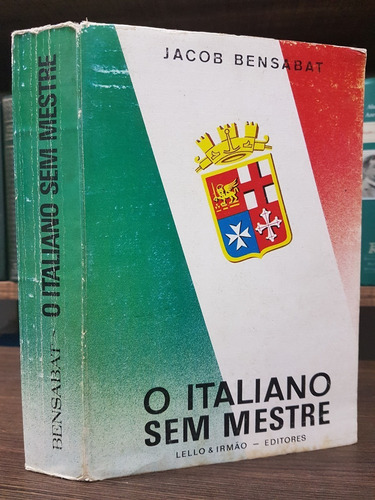 BENSABAT — O ITALIANO SEM MESTRE
JACOB BENSABAT
O ITALIANO
SEM MESTRE
LELLO & IRMÃO — EDITORES